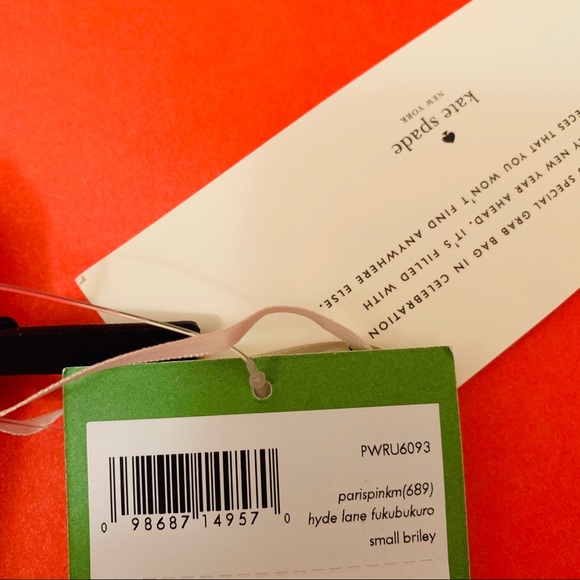 SPECIAL GRAB BAG IN CELEBRATION
NEW YEAR AHEAD. IT'S FILLED WITH
THAT YOU WON'T FIND ANYWHERE ELSE.
kate spade
NEW YORK
PWRU6093
parispinkm(689)
hyde lane fukubukuro
small briley
0 98687 14957 0